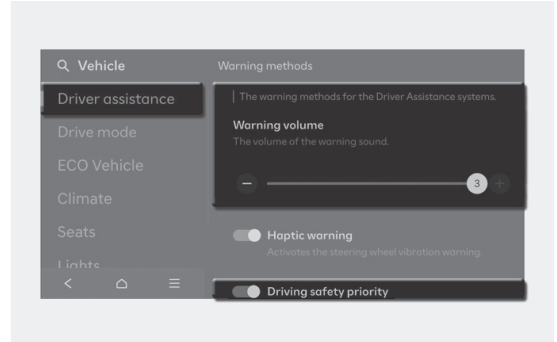 Vehicle
Driver assistance
Drive mode
ECO Vehicle
Climate
Seats
Lights
Warning methods
The warning methods for the Driver Assistance systems.
Warning volume
The volume of the warning sound.
3
Haptic warning
Activates the steering wheel vibration warning.
Driving safety priority